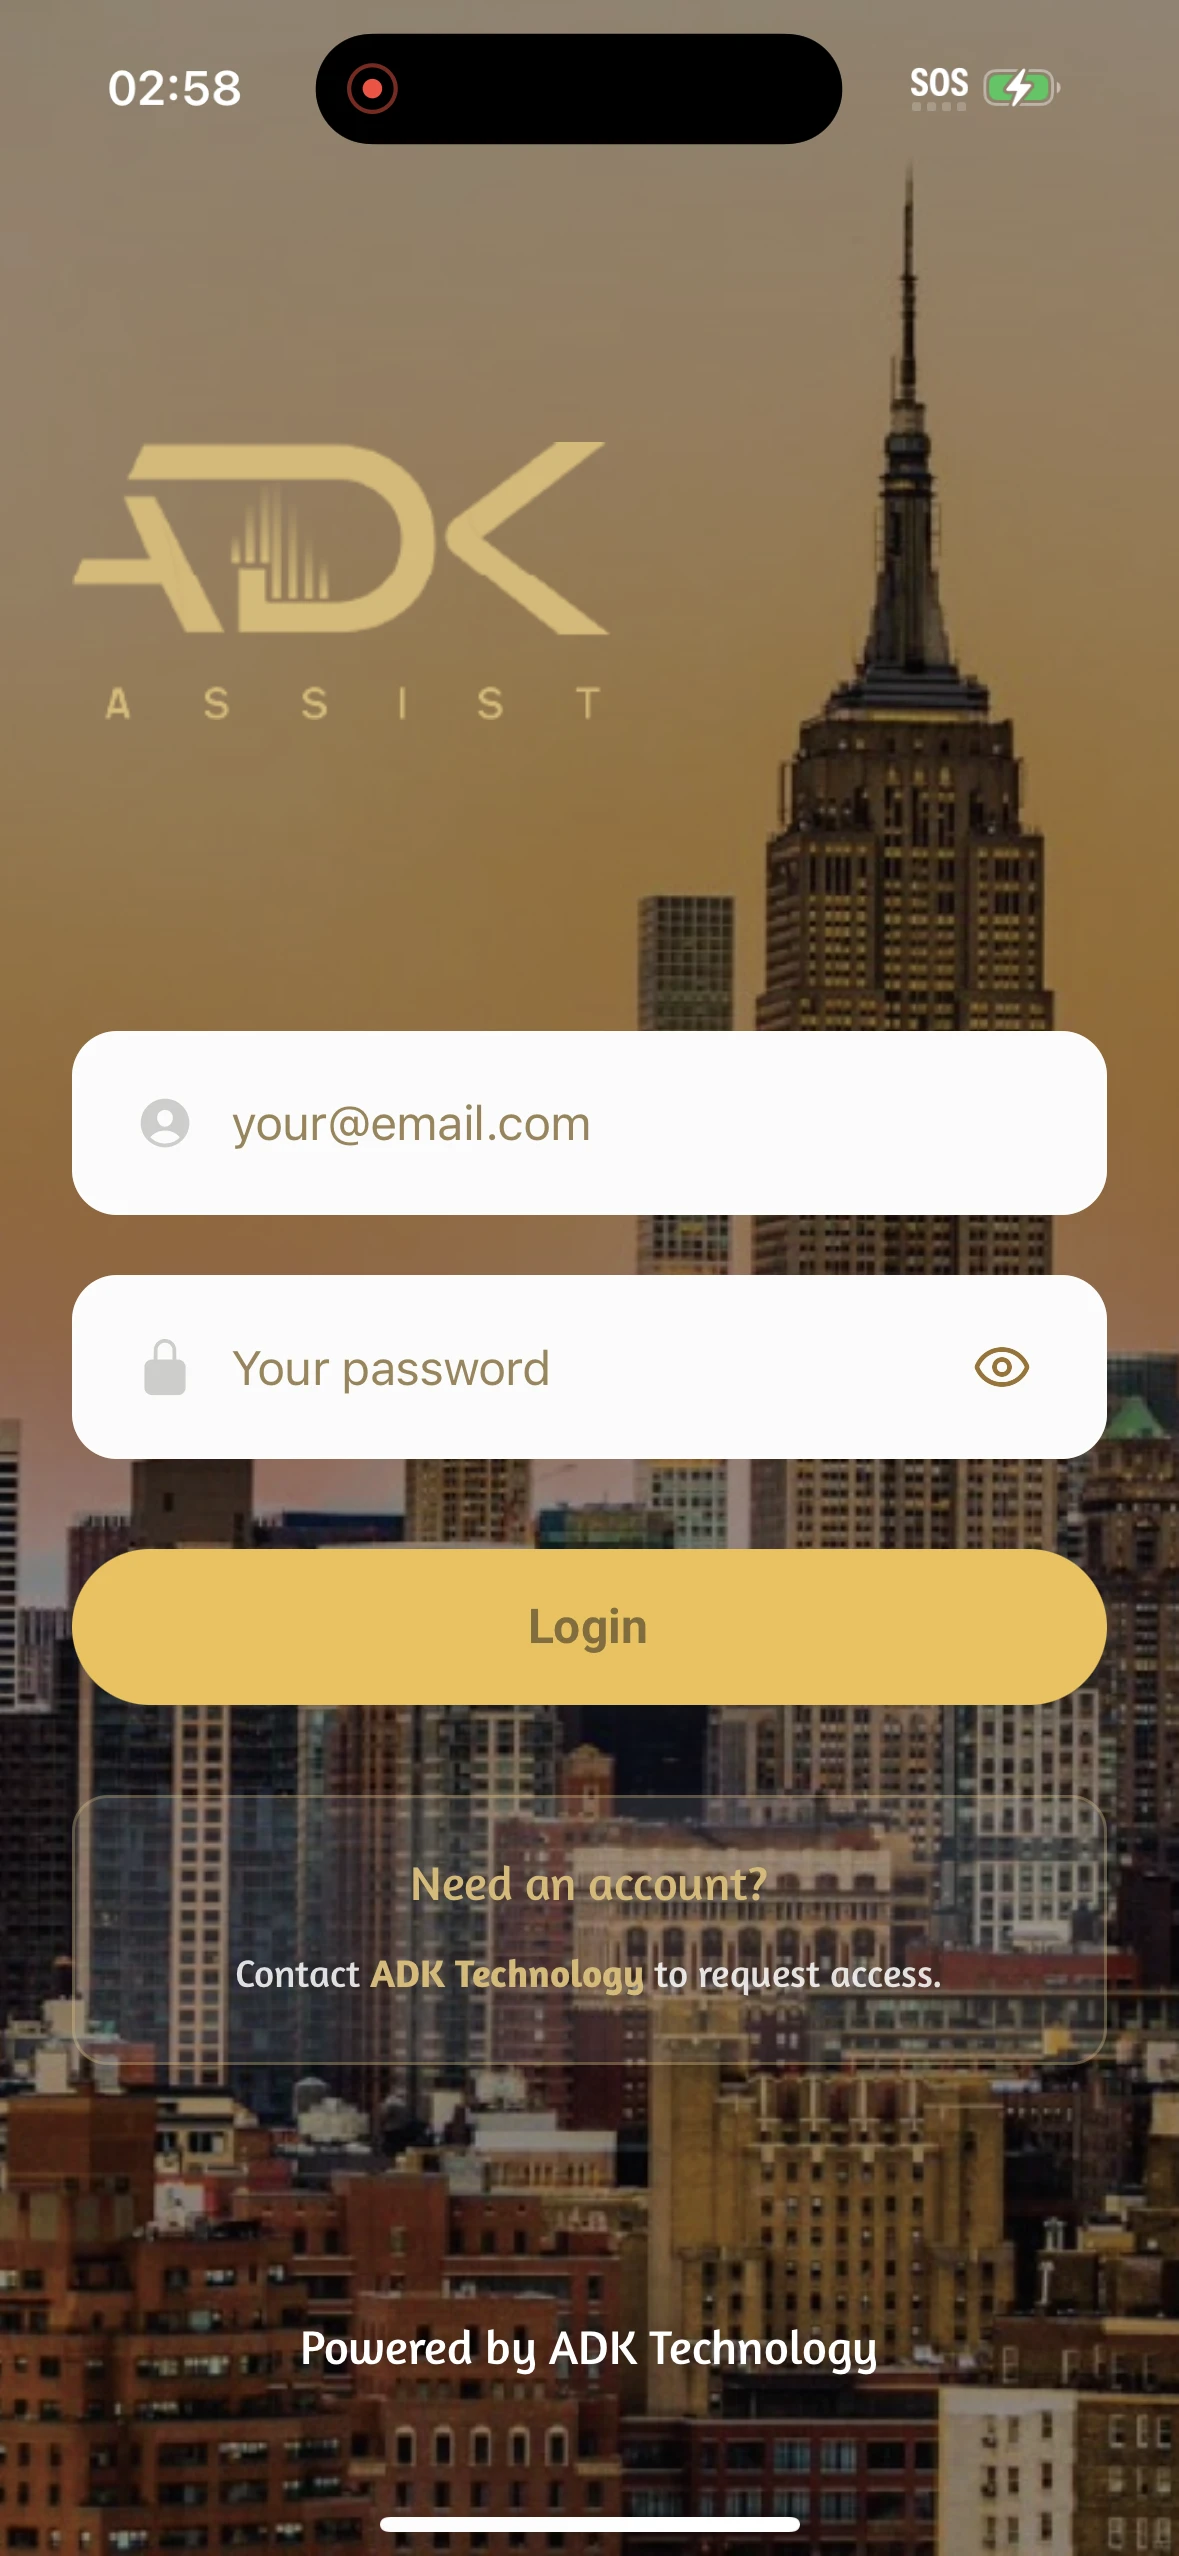 02:58
SOS
ADK
ASSIST
your@email.com
Your password
Login
Need an account?
Contact ADK Technology to request access.
Powered by ADK Technology